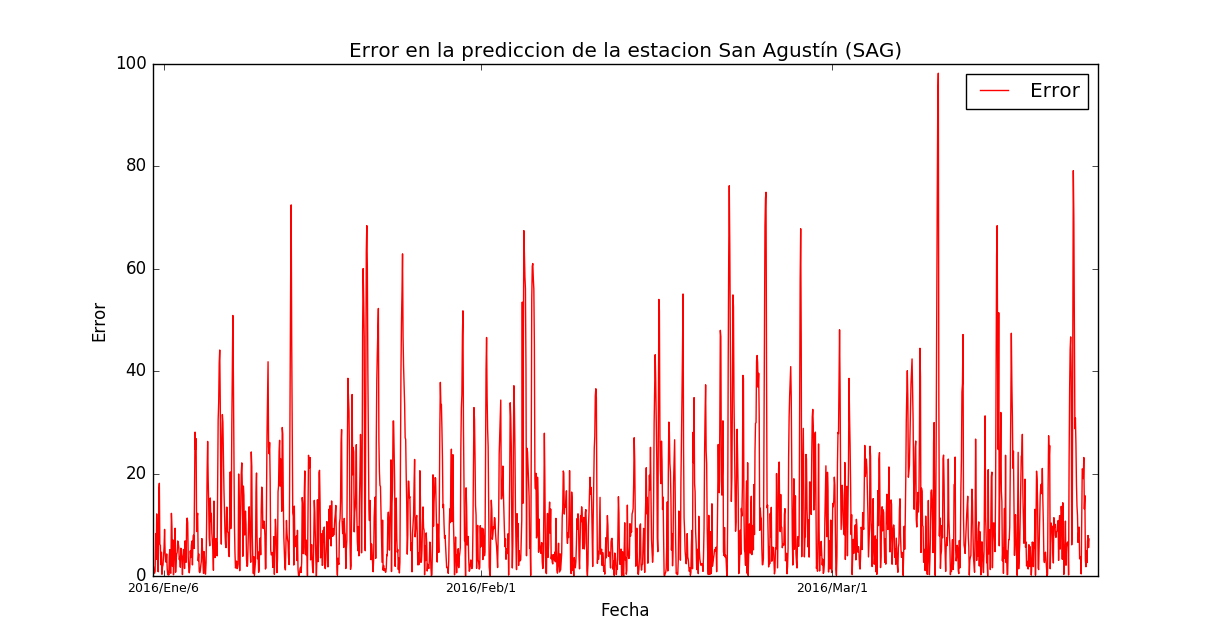 Error en la prediccion de la estacion San Agustín (SAG)
100
80
60
40
20
0
Error
Error
2016/Ene/6 2016/Feb/1 2016/Mar/1
Fecha